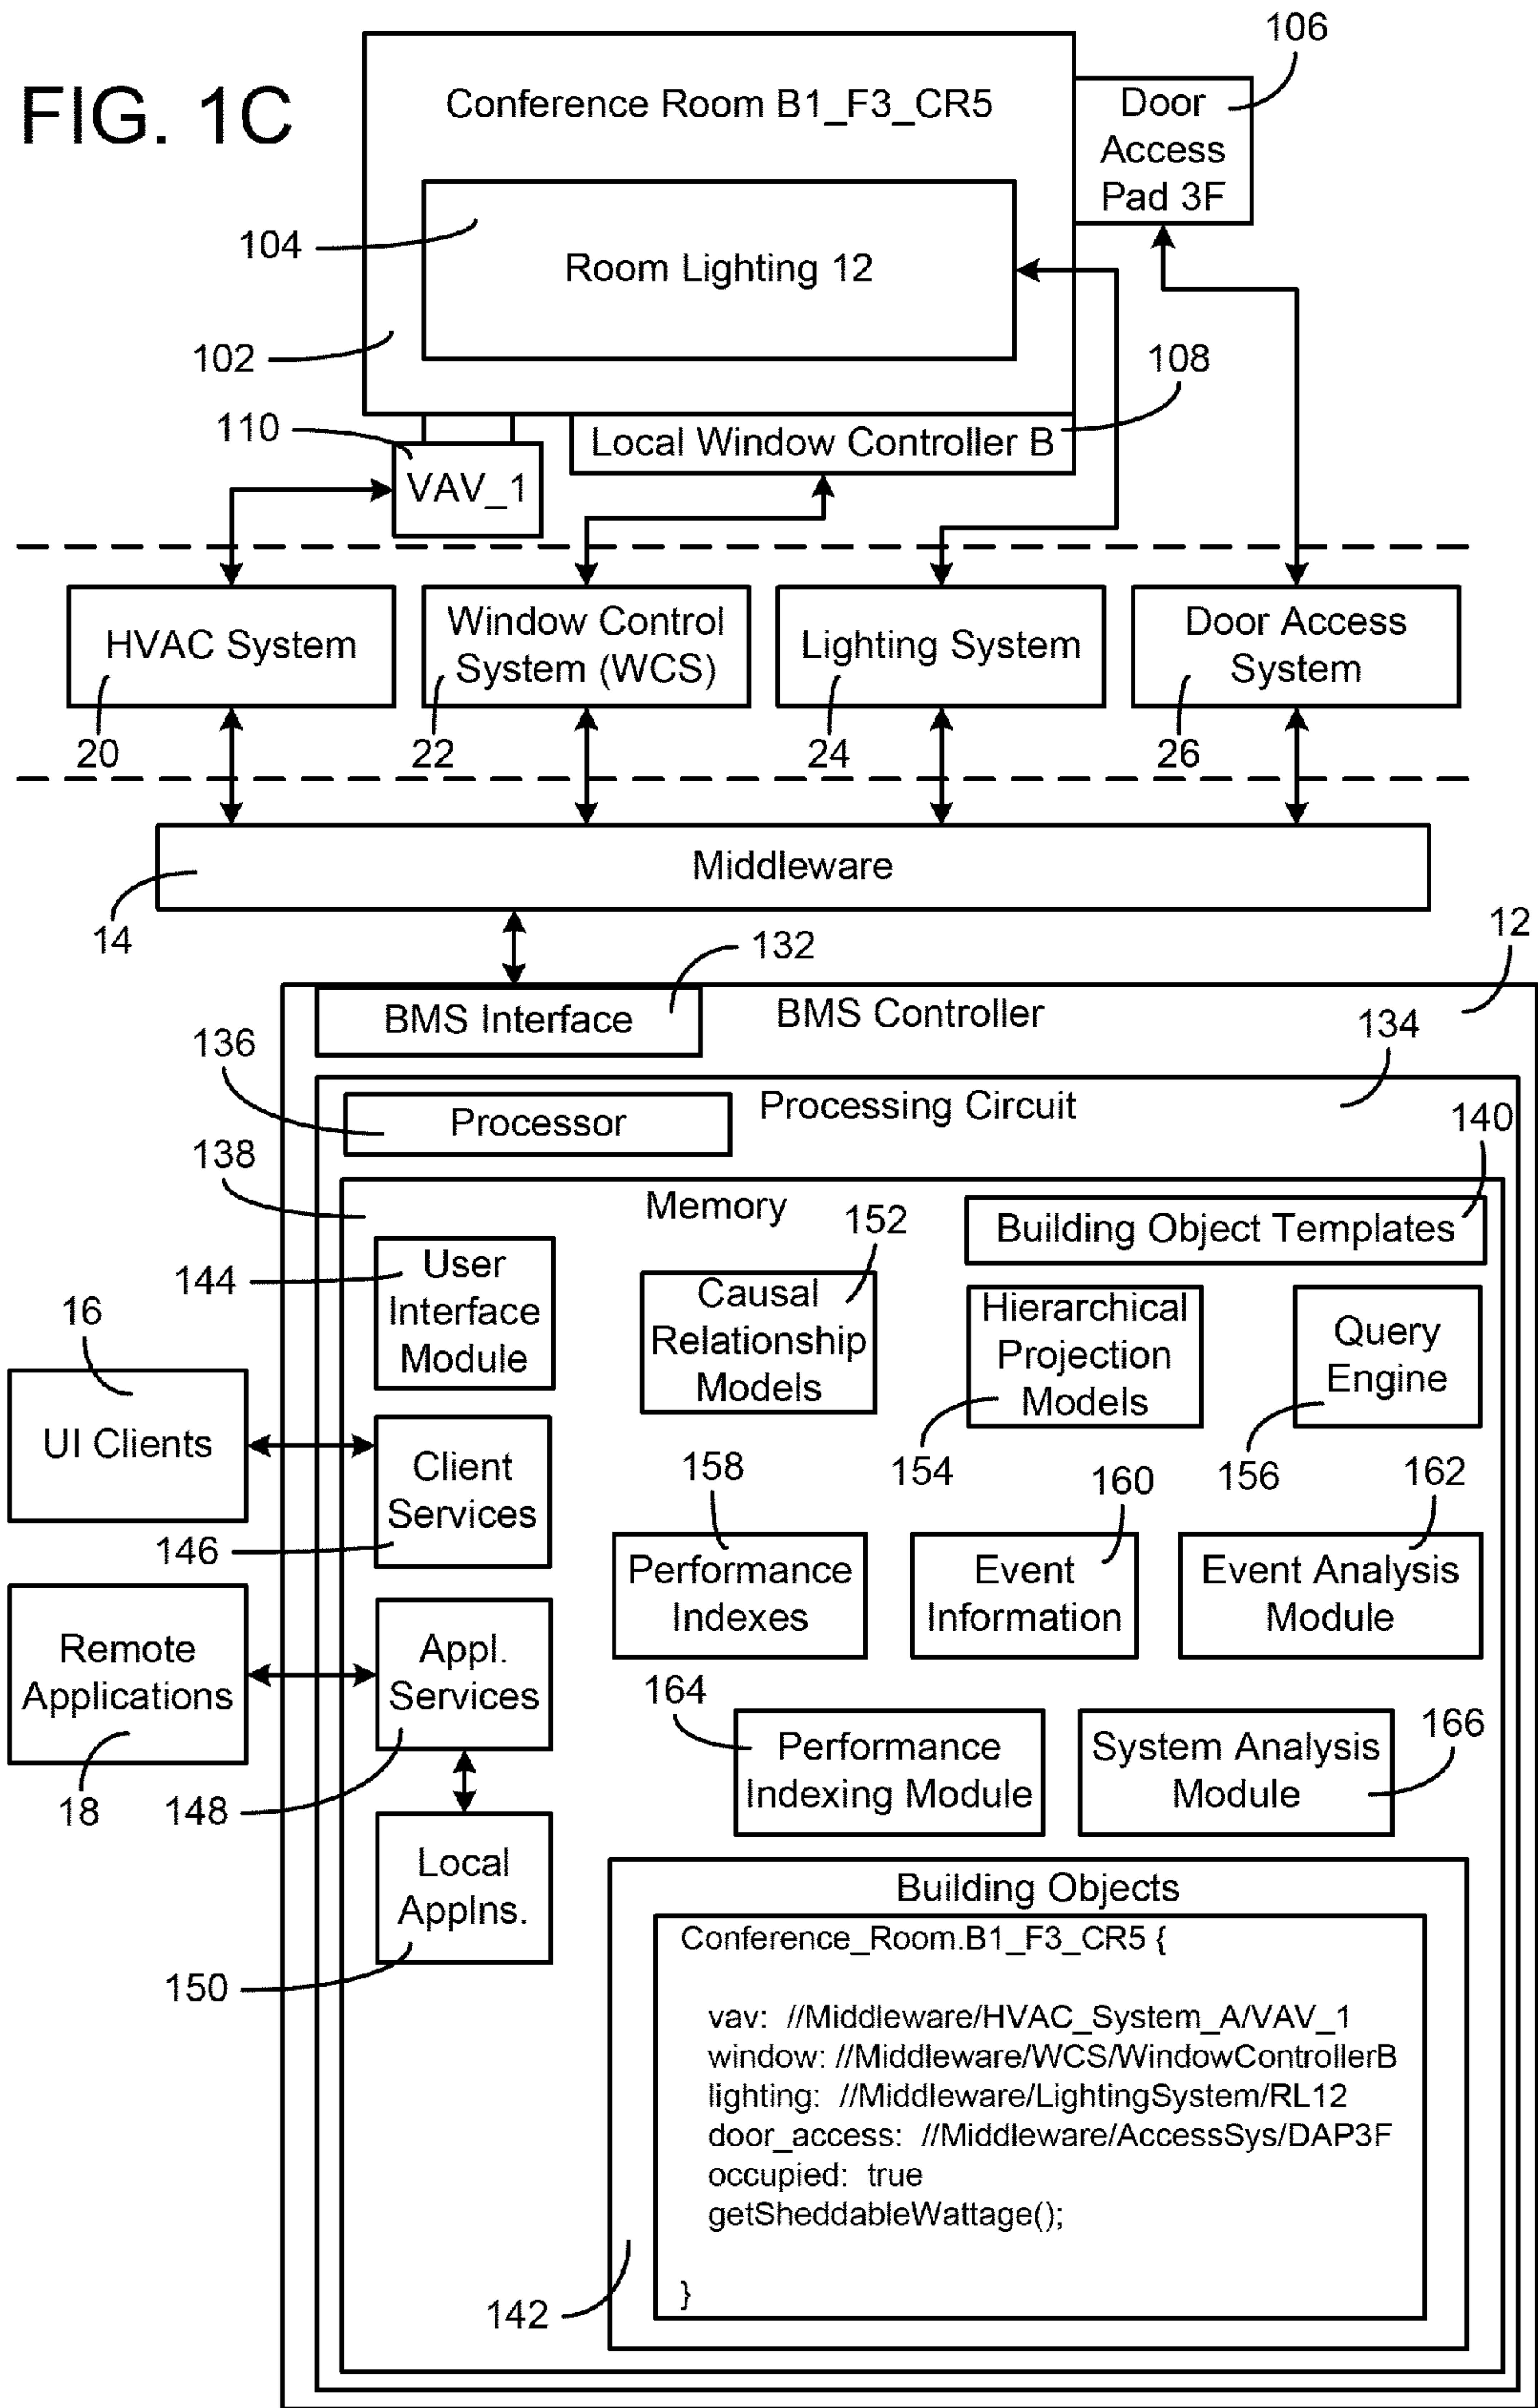 FIG. 1C
106
Conference Room B1_F3_CR5
Door
Access
Pad 3F
104
Room Lighting 12
102
108
110
Local Window Controller B
VAV_1
HVAC System
Window Control
System (WCS)
Lighting System
Door Access
System
20
22
24
26
Middleware
14
132
12
BMS Interface
BMS Controller
134
136
Processor
Processing Circuit
140
138
Memory
Building Object Templates
152
144
User
Interface
Module
Causal
Relationship
Models
Hierarchical
Projection
Models
Query
Engine
16
UI Clients
Client
Services
146
154
156
158
160
162
Performance
Indexes
Event
Information
Event Analysis
Module
Remote
Applications
18
Appl.
Services
148
164
Performance
Indexing Module
System Analysis
Module
166
Local
Applns.
150
Building Objects
Conference_Room.B1_F3_CR5 {
vav: //Middleware/HVAC_System_A/VAV_1
window: //Middleware/WCS/WindowControllerB
lighting: //Middleware/LightingSystem/RL12
door_access: //Middleware/AccessSys/DAP3F
occupied: true
getSheddableWattage();
}
142